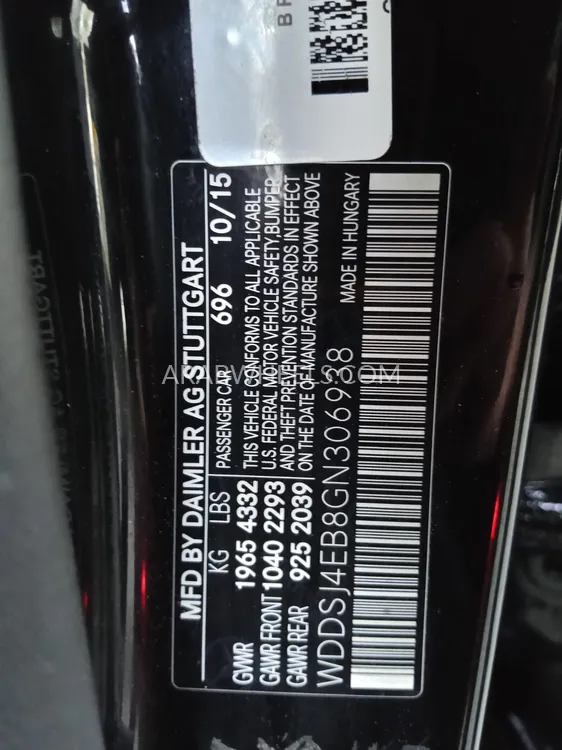 MFD BY DAIMLER AG STUTTGART
KG LBS PASSENGER CAR 696 10/15
GVWR 1965 4332 THIS VEHICLE CONFORMS TO ALL APPLICABLE
GAWR FRONT 1040 2293 U.S. FEDERAL MOTOR VEHICLE SAFETY, BUMPER
GAWR REAR 925 2039 AND THEFT PREVENTION STANDARDS IN EFFECT
ON THE DATE OF MANUFACTURE SHOWN ABOVE
WDDSJ4EB8GN306938 MADE IN HUNGARY
ARABWHEELS.COM